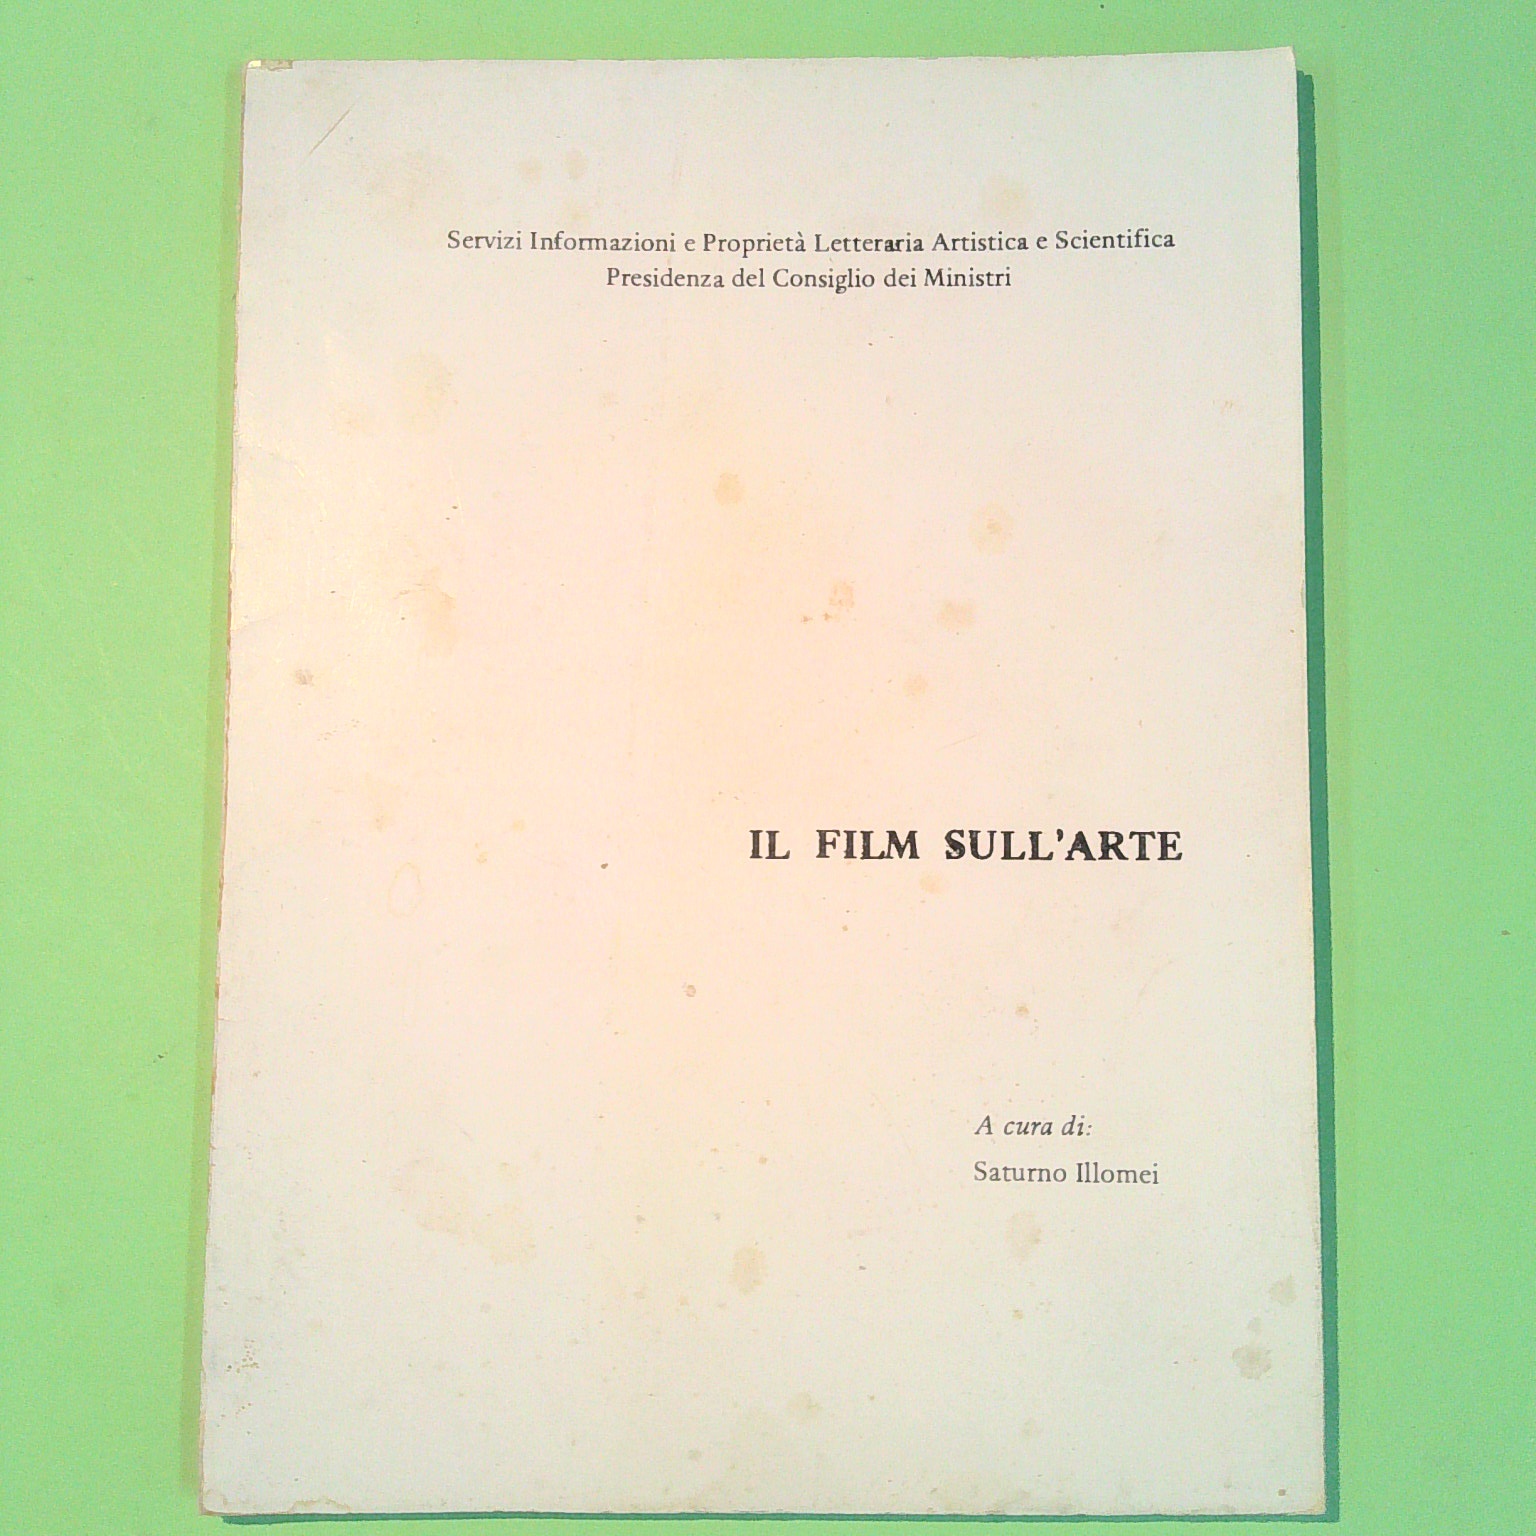 Servizi Informazioni e Proprietà Letteraria Artistica e Scientifica
Presidenza del Consiglio dei Ministri
IL FILM SULL'ARTE
A cura di:
Saturno Illomei